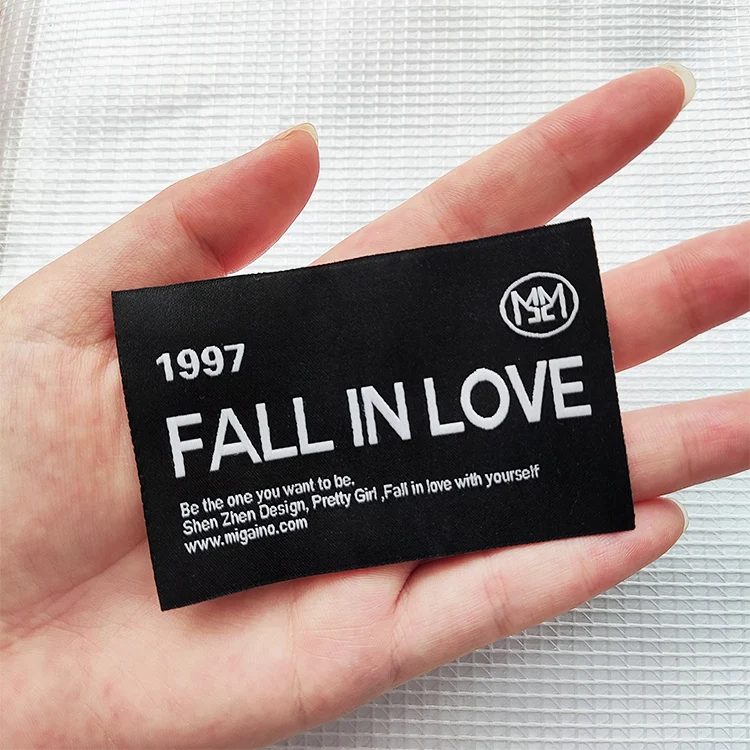 1997
FALL IN LOVE
Be the one you want to be,
Shen Zhen Design, Pretty Girl ,Fall in love with yourself
www.migaino.com